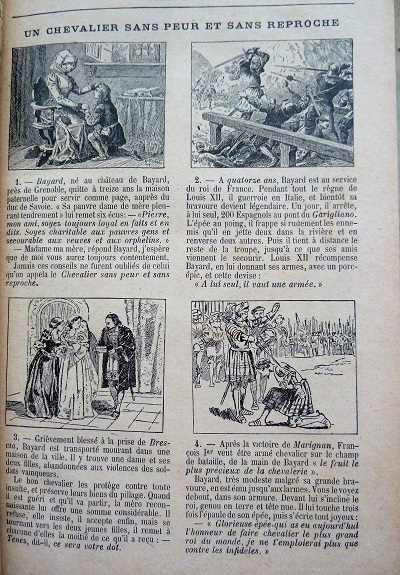 UN CHEVALIER SANS PEUR ET SANS REPROCHE
1. — Bayard, né au château de Bayard,
près de Grenoble, quitte à treize ans la maison
paternelle pour servir comme page, auprès du
duc de Savoie. « Sa pauvre dame de mère pleu-
rant tendrement » lui remet six écus: — « Pierre,
mon ami, soyez toujours loyal en faits et en
dits. Soyez charitable aux pauvres gens et
secourable aux veuves et aux orphelins. »
— Madame ma mère, répond Bayard, j'espère
de moi vous aurez toujours contentement.
Jamais ces conseils ne furent oubliés de celui
qu'on appela le Chevalier sans peur et sans
reproche.
2. — A quatorze ans, Bayard est au service
du roi de France. Pendant tout le règne de
Louis XII, il guerroie en Italie, et bientôt sa
bravoure devient légendaire. Un jour, il arrête,
à lui seul, 200 Espagnols au pont du Garigliano.
L'épée au poing, il frappe si rudement les enne-
mis qu'il en jette deux dans la rivière et en
renverse deux autres. Puis il tient à distance le
reste de la troupe, jusqu'à ce que ses amis
viennent le secourir. Louis XII récompense
Bayard, en lui donnant ses armes, avec un porc-
épic, et cette devise :
« A lui seul, il vaut une armée. »
3. — Grièvement blessé à la prise de Bres-
cia, Bayard est transporté mourant dans une
maison de la ville. Il y trouve une dame et ses
deux filles, abandonnées aux violences des sol-
dats vainqueurs.
Le bon chevalier les protège contre toute
insulte, et préserve leurs biens du pillage. Quand
il est guéri et qu'il va partir, la mère recon-
naissante lui offre une somme considérable. Il
refuse, elle insiste, il accepte enfin, mais se
tournant vers les deux jeunes filles, il remet à
chacune d'elles la moitié de ce qu'il a reçu : —
Tenez, dit-il, ce sera votre dot.
4. — Après la victoire de Marignan, Fran-
çois Ier veut être armé chevalier sur le champ
de bataille, de la main de Bayard « le fruit le
plus précieux de la chevalerie ».
Bayard, très modeste malgré sa grand bra-
voure, en est ému jusqu'aux larmes. Vous le voyez
debout, dans son armure. Devant lui s'incline le
roi, genou en terre et tête nue. Il lui touche trois
fois l'épaule de son épée, puis s'écrie tout joyeux :
— « Glorieuse épée qui as eu aujourd'hui
l'honneur de faire chevalier le plus grand
roi du monde, je ne t'emploierai plus que
contre les infidèles. »